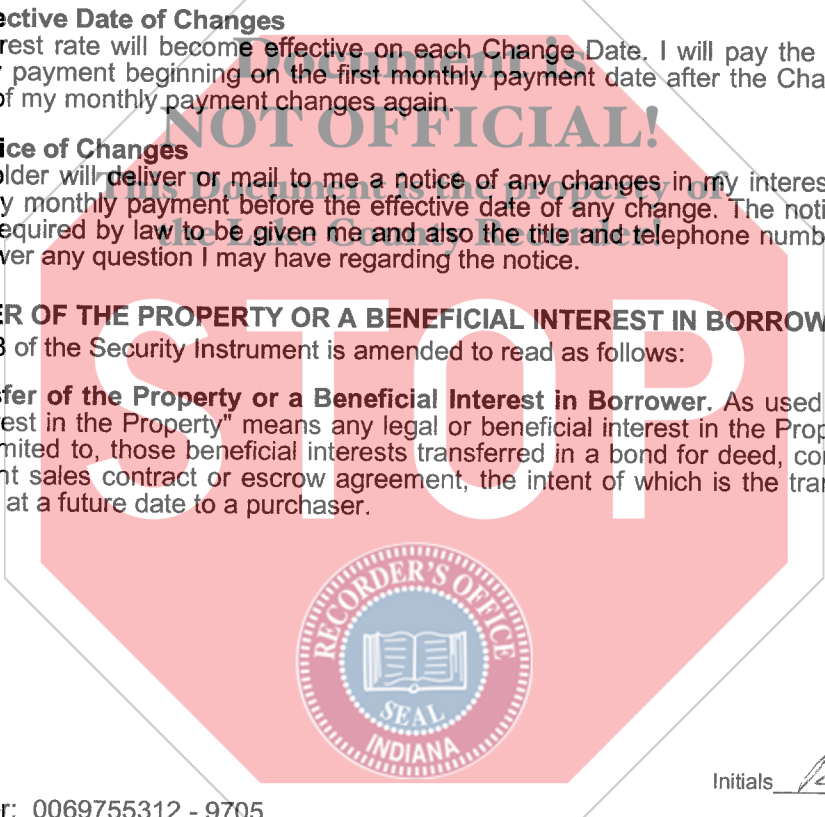 ective Date of Changes
rest rate will become effective on each Change Date. I will pay the
payment beginning on the first monthly payment date after the Cha
of my monthly payment changes again.
ice of Changes
older will deliver or mail to me a notice of any changes in my interes
y monthly payment before the effective date of any change. The noti
equired by law to be given me and also the title and telephone numb
ver any question I may have regarding the notice.
ER OF THE PROPERTY OR A BENEFICIAL INTEREST IN BORROW
of the Security Instrument is amended to read as follows:
fer of the Property or a Beneficial Interest in Borrower. As used
est in the Property" means any legal or beneficial interest in the Prop
mited to, those beneficial interests transferred in a bond for deed, co
nt sales contract or escrow agreement, the intent of which is the tran
at a future date to a purchaser.
Document is
NOT OFFICIAL!
This Document is the property of
the Lake County Recorder!
STOP
RECORDER'S OFFICE
SEAL
INDIANA
Initials
r: 0069755312 - 9705